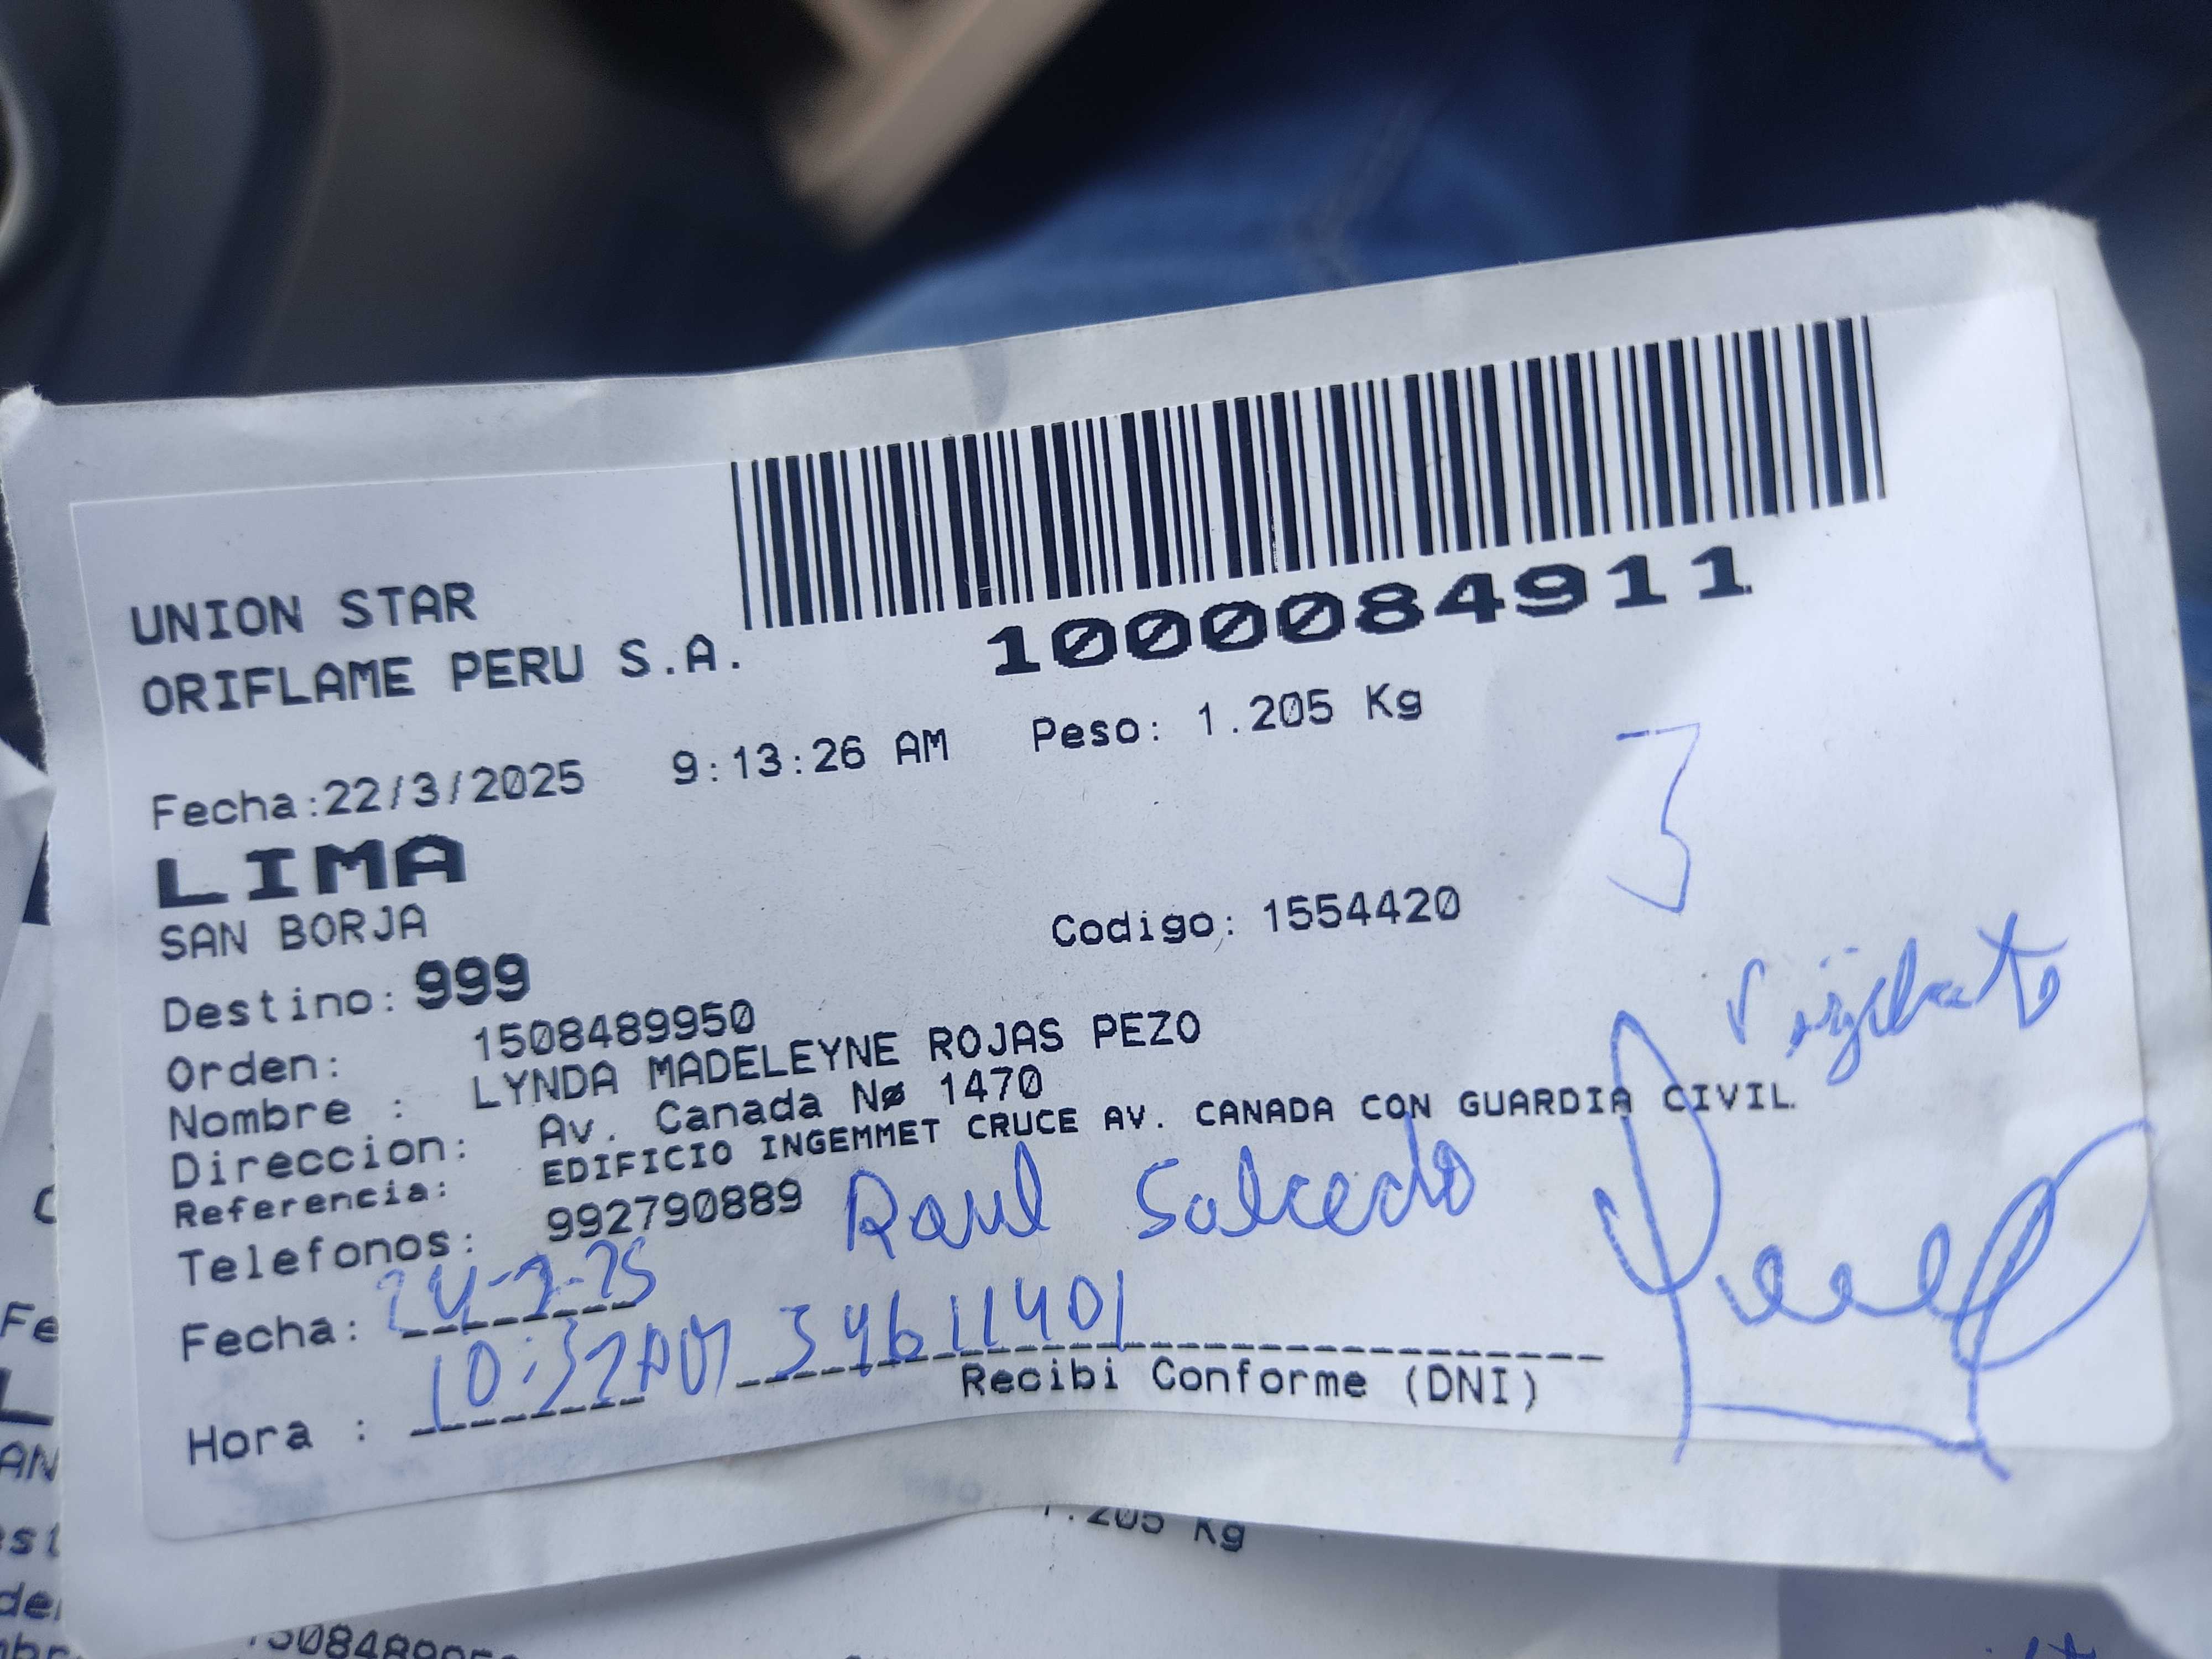 UNION STAR
ORIFLAME PERU S.A.
1000084911
Fecha:22/3/2025 9:13:26 AM Peso: 1.205 Kg
3
LIMA
SAN BORJA
Codigo: 1554420
Destino: 999
Orden: 1508489950
Nombre : LYNDA MADELEYNE ROJAS PEZO
Direccion: Av. Canada Nø 1470
Referencia: EDIFICIO INGEMMET CRUCE AV. CANADA CON GUARDIA CIVIL.
Telefonos: 992790889
Raul Salcedo
Fecha:
Hora : 10:32AM 34611401
Recibi Conforme (DNI)
1.205 Kg